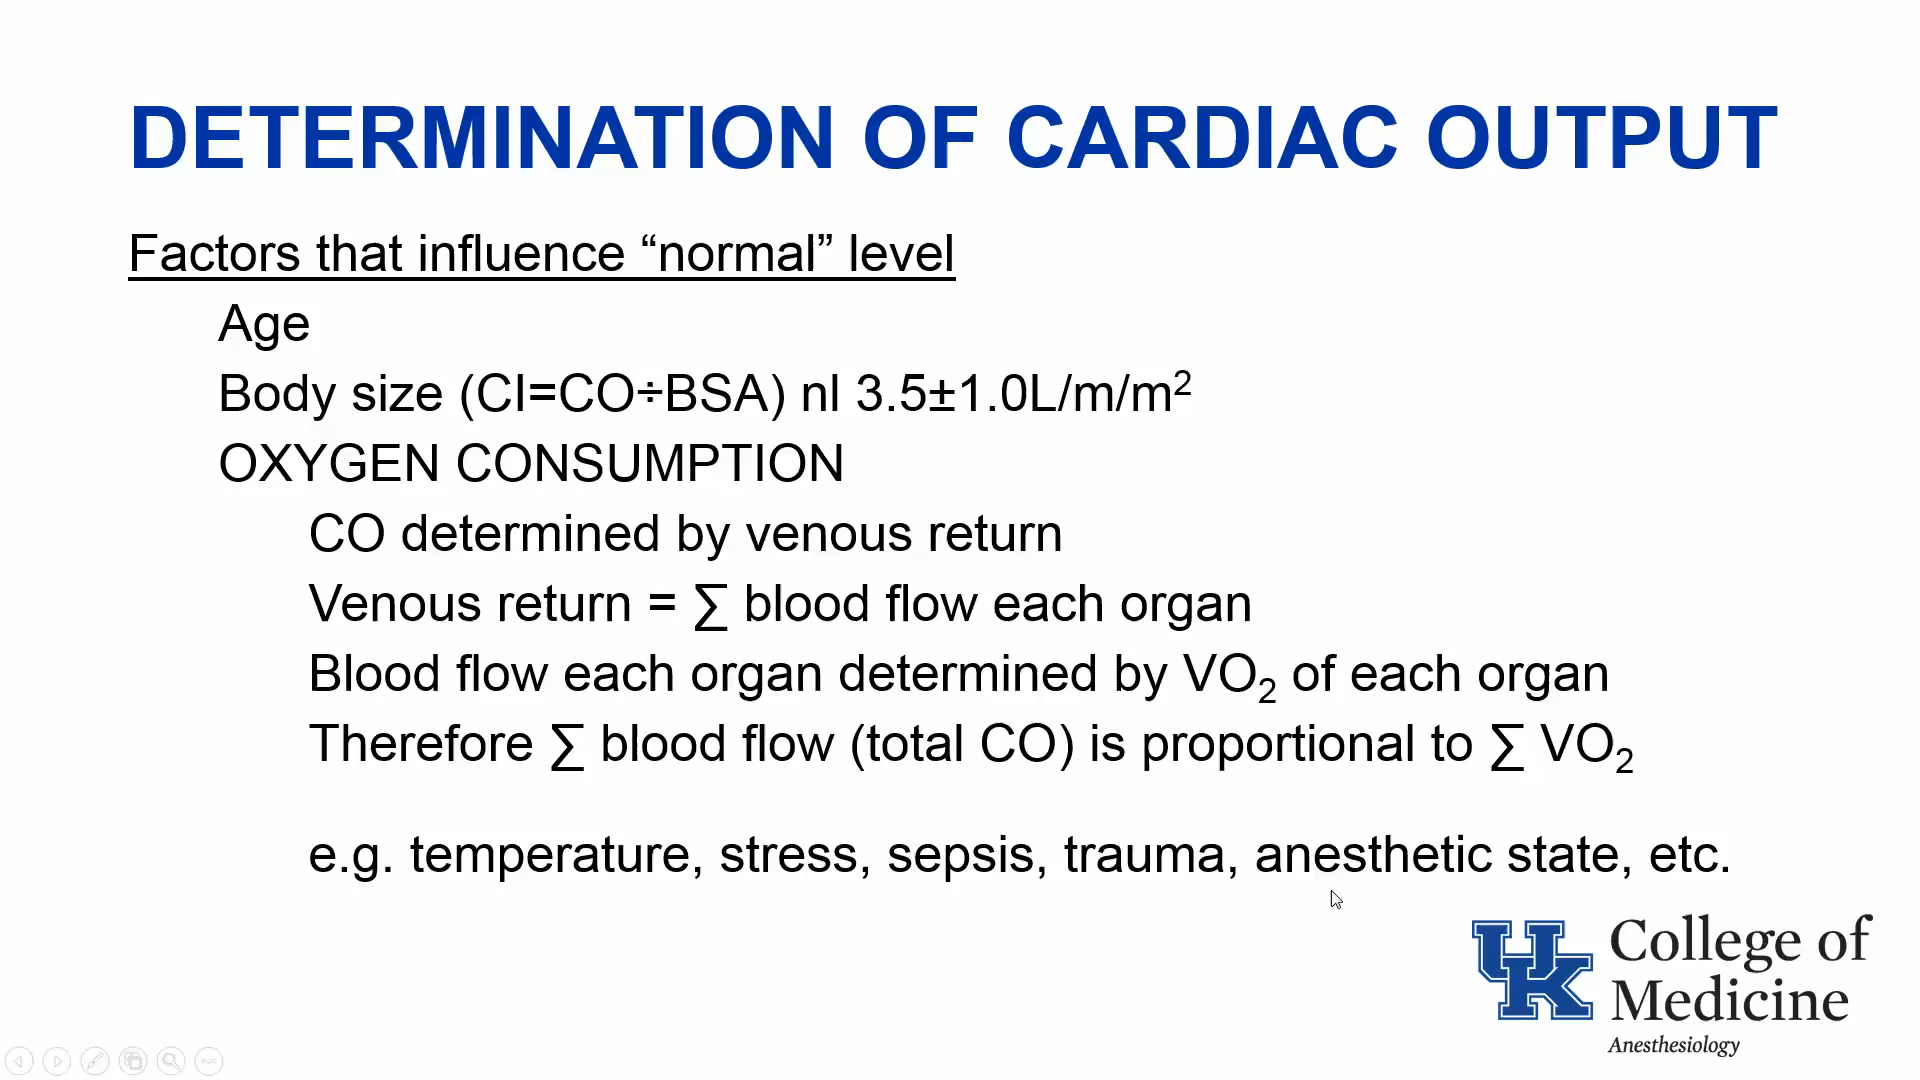 DETERMINATION OF CARDIAC OUTPUT
Factors that influence “normal” level
Age
Body size (CI=CO÷BSA) nl 3.5±1.0L/m/m²
OXYGEN CONSUMPTION
CO determined by venous return
Venous return = ∑ blood flow each organ
Blood flow each organ determined by VO₂ of each organ
Therefore ∑ blood flow (total CO) is proportional to ∑ VO₂
e.g. temperature, stress, sepsis, trauma, anesthetic state, etc.
UK
College of
Medicine
Anesthesiology